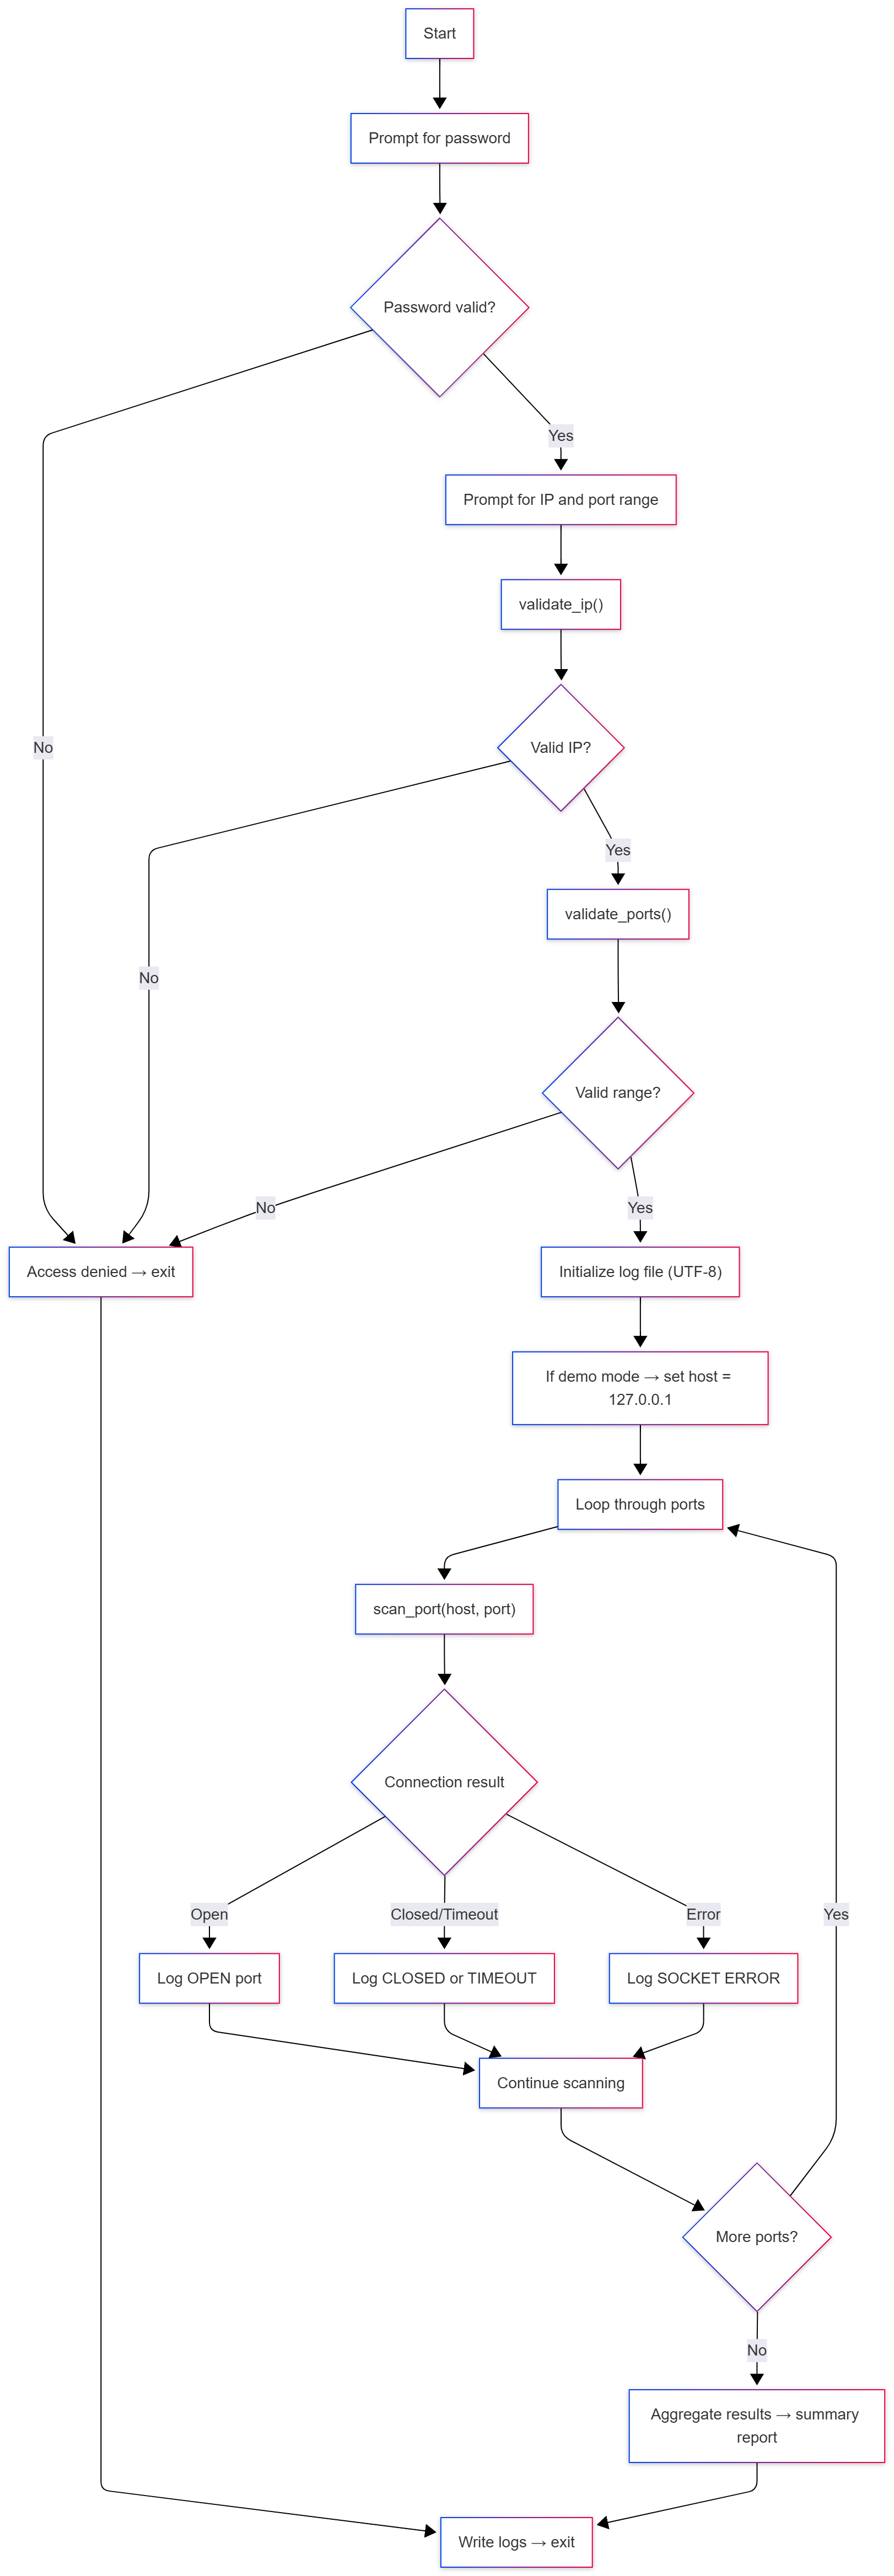 Start
Prompt for password
Password valid?
Yes
Prompt for IP and port range
validate_ip()
No
Valid IP?
Yes
validate_ports()
No
Valid range?
No
Yes
Access denied → exit
Initialize log file (UTF-8)
If demo mode → set host =
127.0.0.1
Loop through ports
scan_port(host, port)
Connection result
Open
Closed/Timeout
Error
Yes
Log OPEN port
Log CLOSED or TIMEOUT
Log SOCKET ERROR
Continue scanning
More ports?
No
Aggregate results → summary
report
Write logs → exit